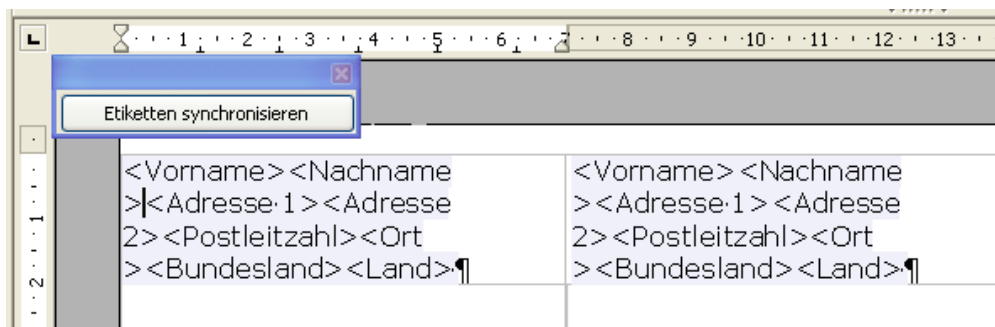 1 2 3 4 5 6 7 8 9 10 11 12 13
Etiketten synchronisieren
<Vorname><Nachname
><Adresse·1><Adresse
2><Postleitzahl><Ort
><Bundesland><Land>¶
<Vorname><Nachname
><Adresse·1><Adresse
2><Postleitzahl><Ort
><Bundesland><Land>¶
1
2